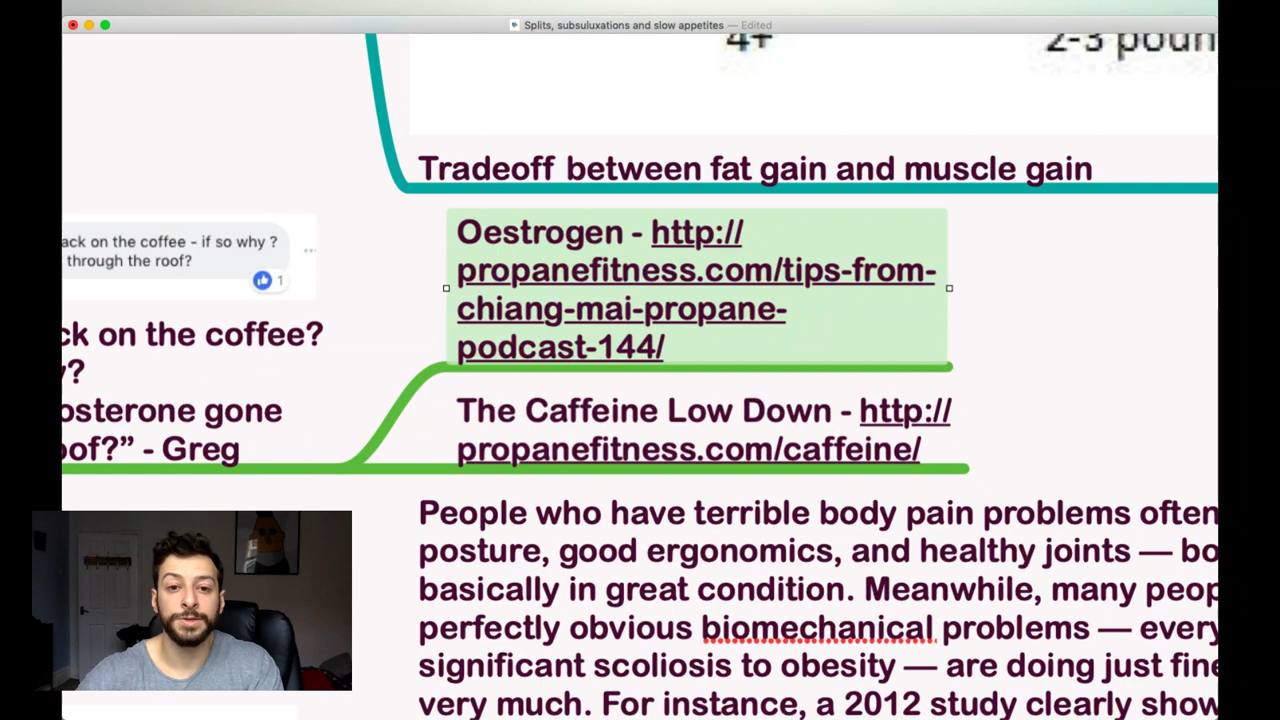 Splits, subsuluxations and slow appetites — Edited
4+
2-3 poun
Tradeoff between fat gain and muscle gain
ack on the coffee - if so why ?
through the roof?
1
ck on the coffee?
y?
osterone gone
oof?” - Greg
Oestrogen - http://
propanefitness.com/tips-from-
chiang-mai-propane-
podcast-144/
The Caffeine Low Down - http://
propanefitness.com/caffeine/
People who have terrible body pain problems often
posture, good ergonomics, and healthy joints — bo
basically in great condition. Meanwhile, many peop
perfectly obvious biomechanical problems — every
significant scoliosis to obesity — are doing just fine
very much. For instance, a 2012 study clearly show